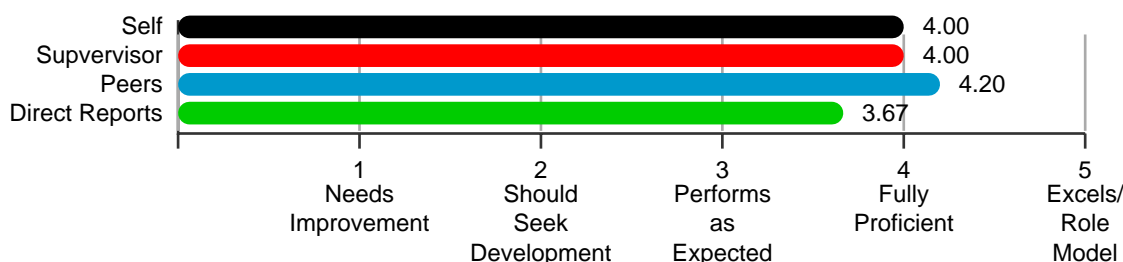 Self 4.00
Supvervisor 4.00
Peers 4.20
Direct Reports 3.67
1 2 3 4 5
Needs Should Performs Fully Excels/
Improvement Seek as Proficient Role
Development Expected Model